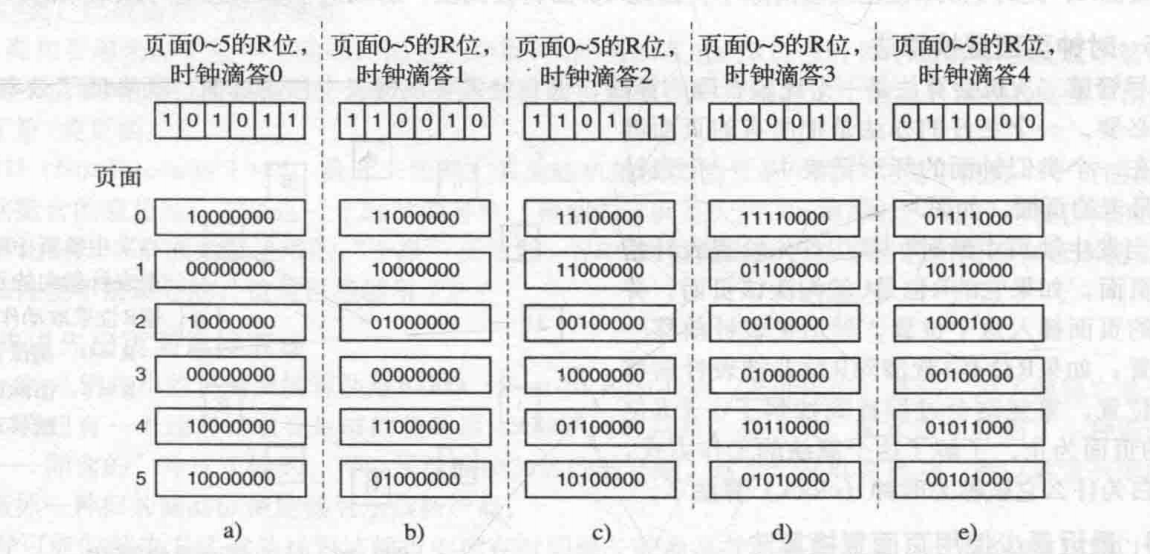 页面0~5的R位, 页面0~5的R位, 页面0~5的R位, 页面0~5的R位, 页面0~5的R位,
时钟滴答0 时钟滴答1 时钟滴答2 时钟滴答3 时钟滴答4
1 0 1 0 1 1 1 1 0 0 1 0 1 1 0 1 0 1 1 0 0 0 1 0 0 1 1 0 0 0
页面
0 10000000 11000000 11100000 11110000 01111000
1 00000000 10000000 11000000 01100000 10110000
2 10000000 01000000 00100000 00100000 10001000
3 00000000 00000000 10000000 01000000 00100000
4 10000000 11000000 01100000 10110000 01011000
5 10000000 01000000 10100000 01010000 00101000
a) b) c) d) e)